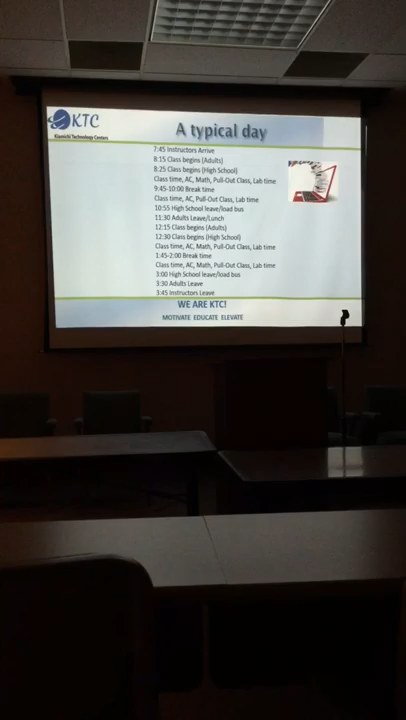 KTC
Kiamichi Technology Centers
A typical day
7:45 Instructors Arrive
8:15 Class begins (Adults)
8:25 Class begins (High School)
Class time, AC, Math, Pull-Out Class, Lab time
9:45-10:00 Break time
Class time, AC, Pull-Out Class, Lab time
10:55 High School leave/load bus
11:30 Adults Leave/Lunch
12:15 Class begins (Adults)
12:30 Class begins (High School)
Class time, AC, Math, Pull-Out Class, Lab time
1:45-2:00 Break time
Class time, AC, Math, Pull-Out Class, Lab time
3:00 High School leave/load bus
3:30 Adults Leave
3:45 Instructors Leave
WE ARE KTC!
MOTIVATE EDUCATE ELEVATE